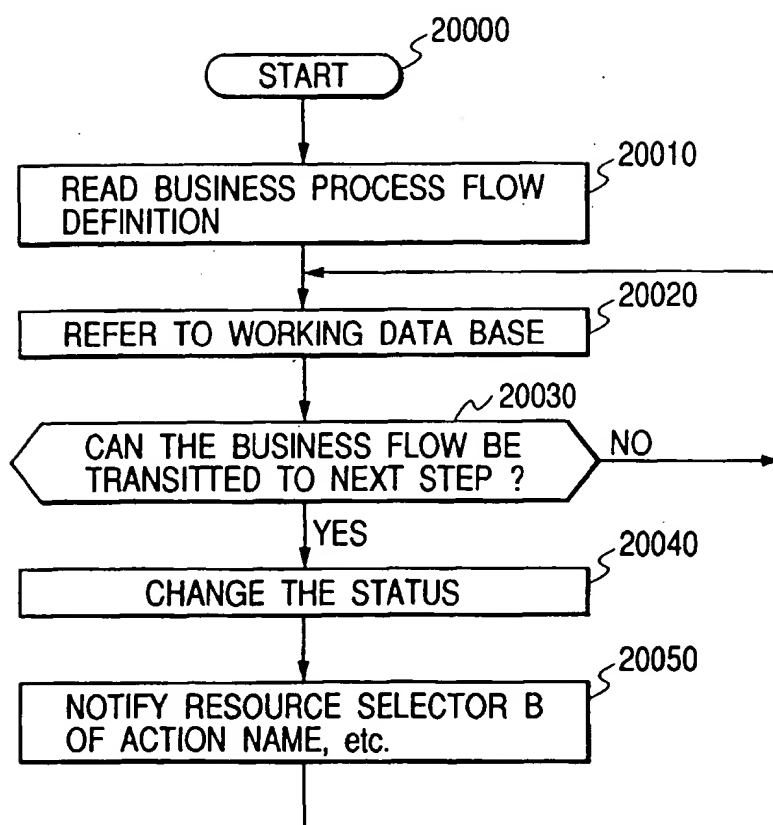 20000
START
20010
READ BUSINESS PROCESS FLOW
DEFINITION
20020
REFER TO WORKING DATA BASE
20030
CAN THE BUSINESS FLOW BE
TRANSITTED TO NEXT STEP ?
NO
YES
20040
CHANGE THE STATUS
20050
NOTIFY RESOURCE SELECTOR B
OF ACTION NAME, etc.